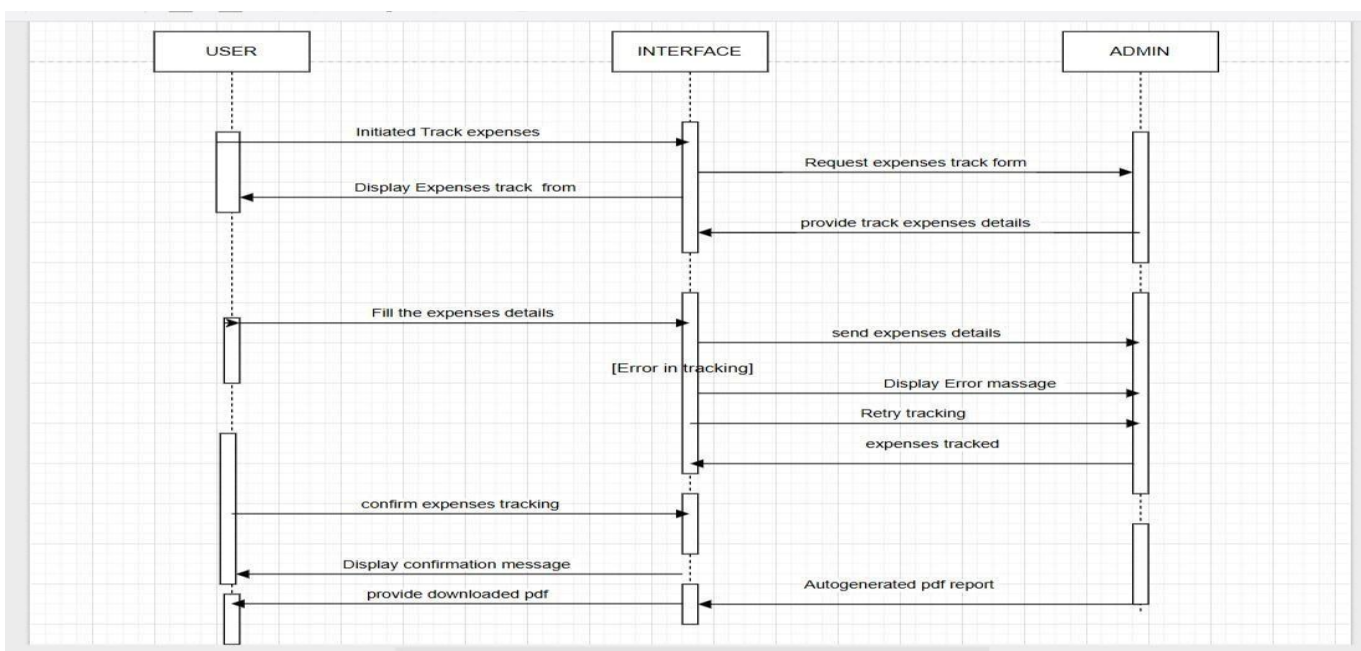 USER
INTERFACE
ADMIN
Initiated Track expenses
Request expenses track form
Display Expenses track from
provide track expenses details
Fill the expenses details
send expenses details
[Error in tracking]
Display Error massage
Retry tracking
expenses tracked
confirm expenses tracking
Display confirmation message
Autogenerated pdf report
provide downloaded pdf